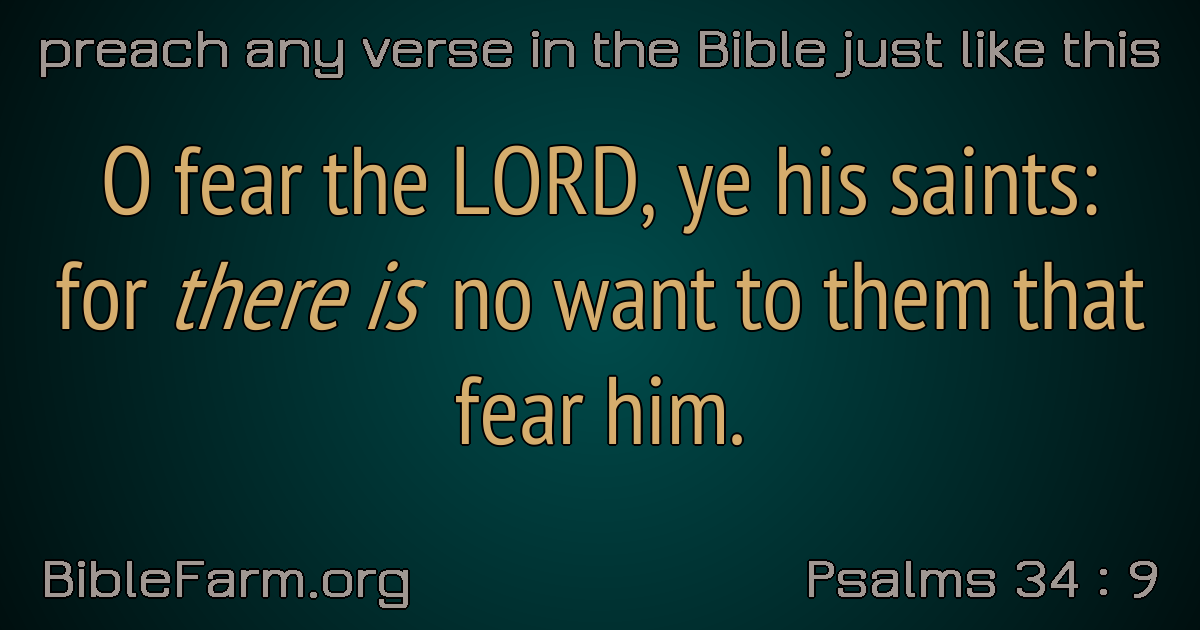 preach any verse in the Bible just like this
O fear the LORD, ye his saints:
for there is no want to them that
fear him.
BibleFarm.org
Psalms 34 : 9